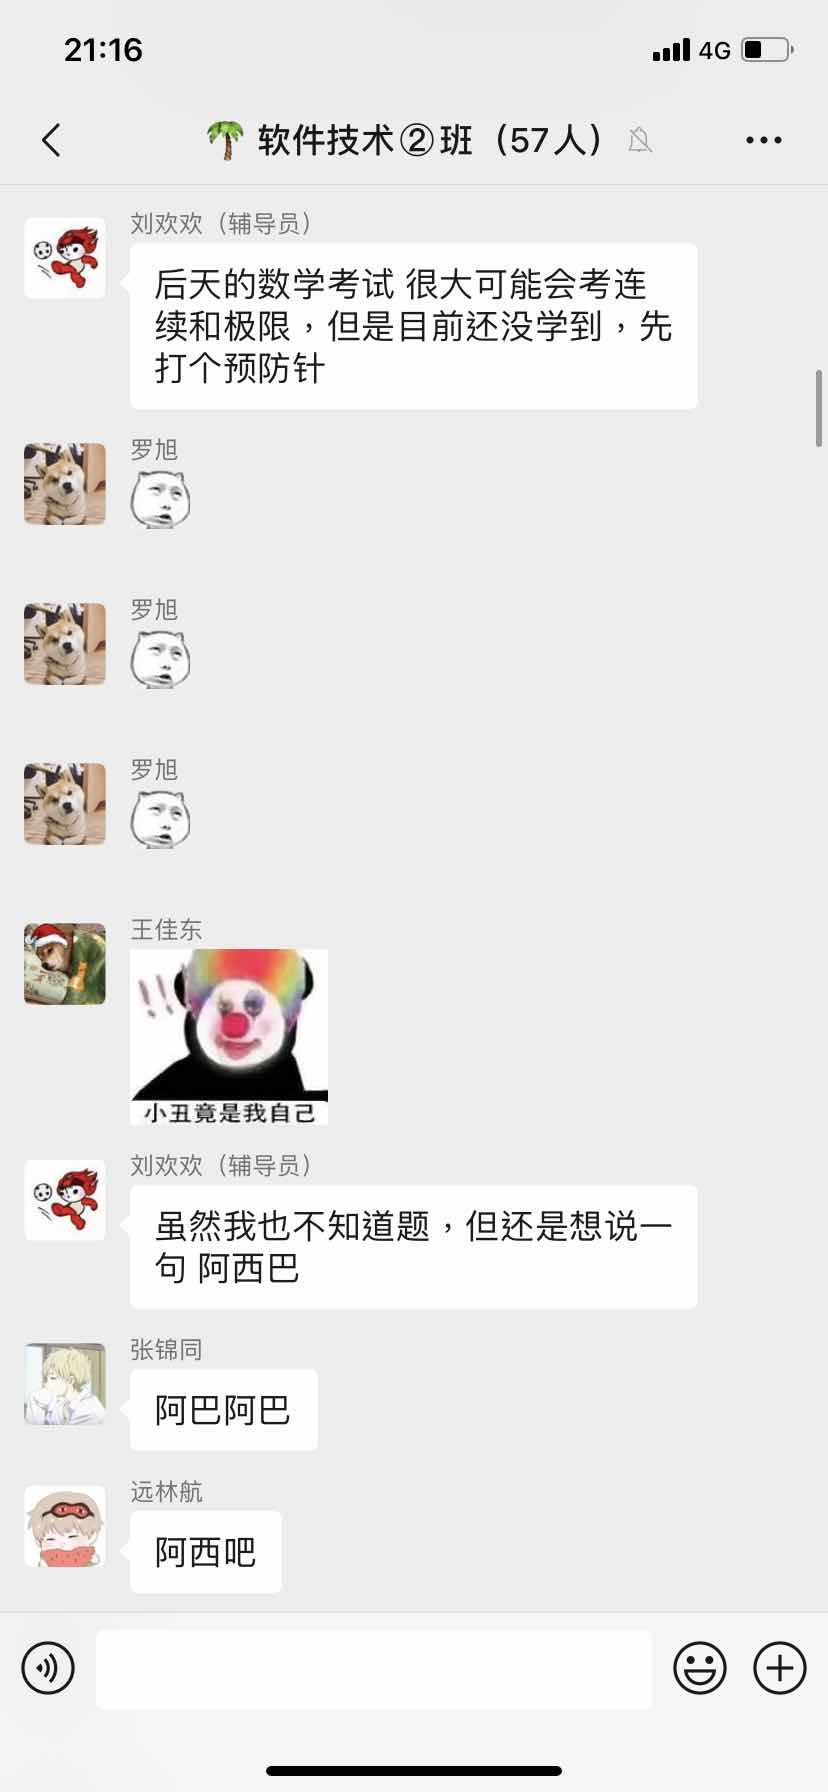 21:16
4G
🌴 软件技术②班（57人）
刘欢欢（辅导员）
后天的数学考试 很大可能会考连
续和极限，但是目前还没学到，先
打个预防针
罗旭
罗旭
罗旭
王佳东
!!
小丑竟是我自己
刘欢欢（辅导员）
虽然我也不知道题，但还是想说一
句 阿西巴
张锦同
阿巴阿巴
远林航
阿西吧